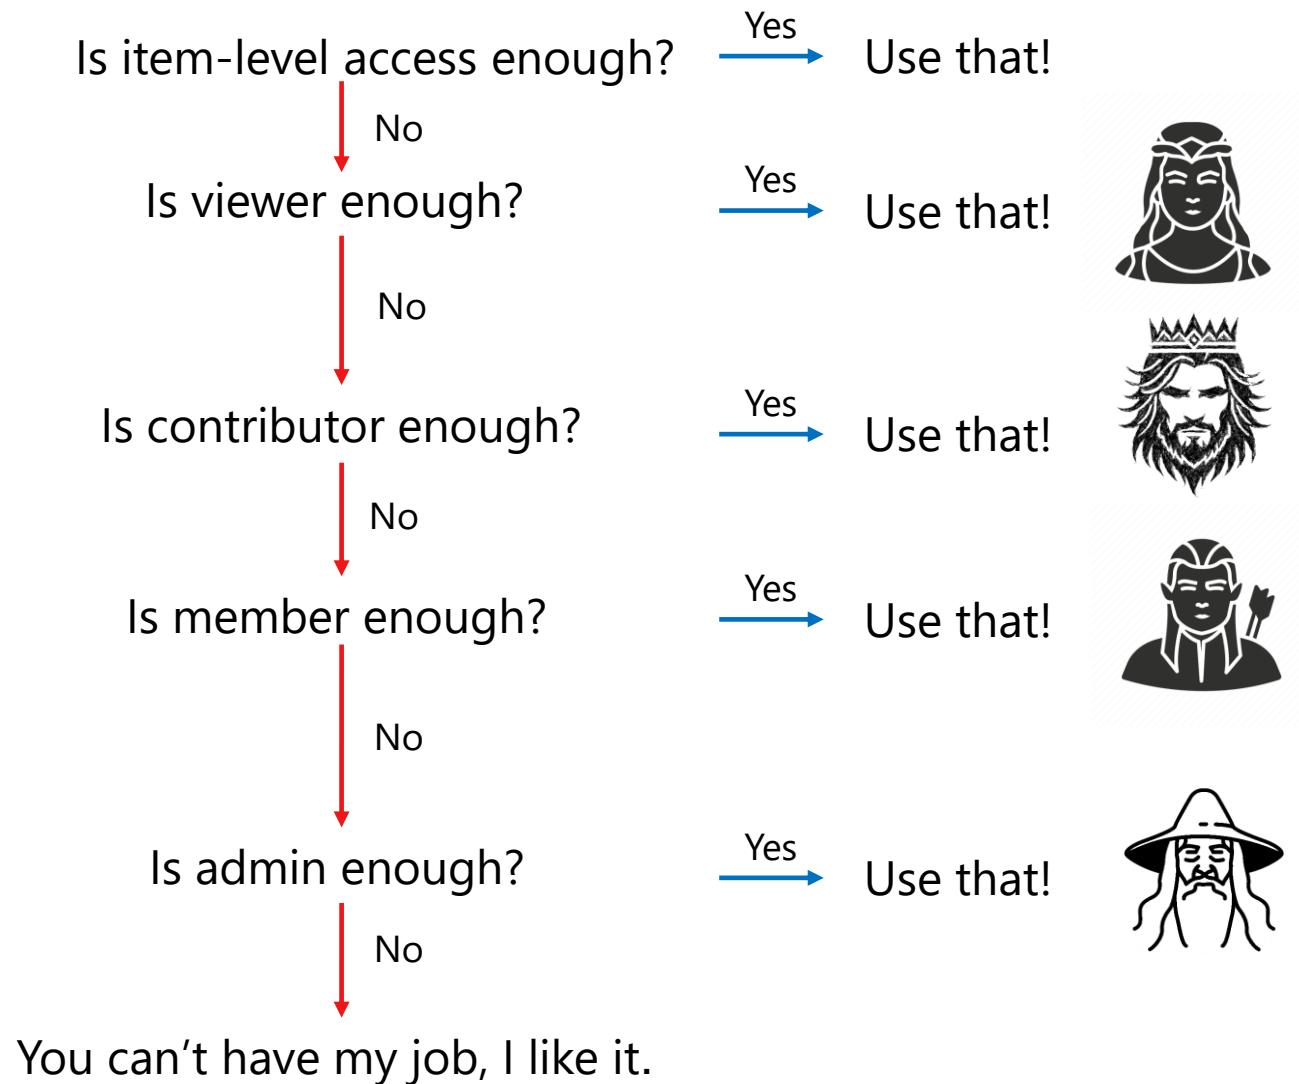 Is item-level access enough?
Yes
Use that!
No
Is viewer enough?
Yes
Use that!
No
Is contributor enough?
Yes
Use that!
No
Is member enough?
Yes
Use that!
No
Is admin enough?
Yes
Use that!
No
You can’t have my job, I like it.